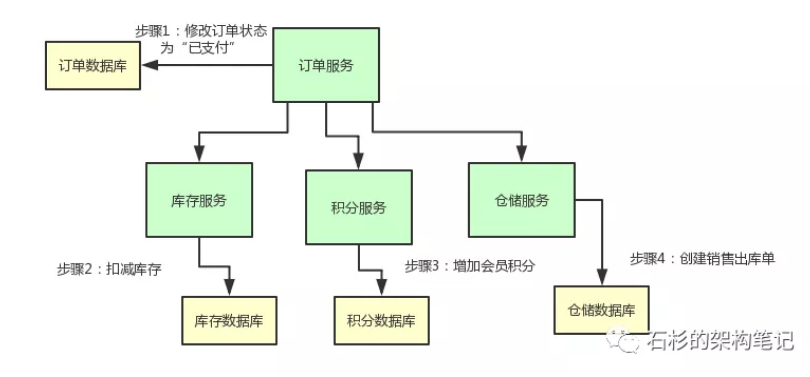 步骤1：修改订单状态
为“已支付”
订单数据库
订单服务
库存服务
积分服务
仓储服务
步骤2：扣减库存
步骤3：增加会员积分
步骤4：创建销售出库单
库存数据库
积分数据库
仓储数据库
石杉的架构笔记